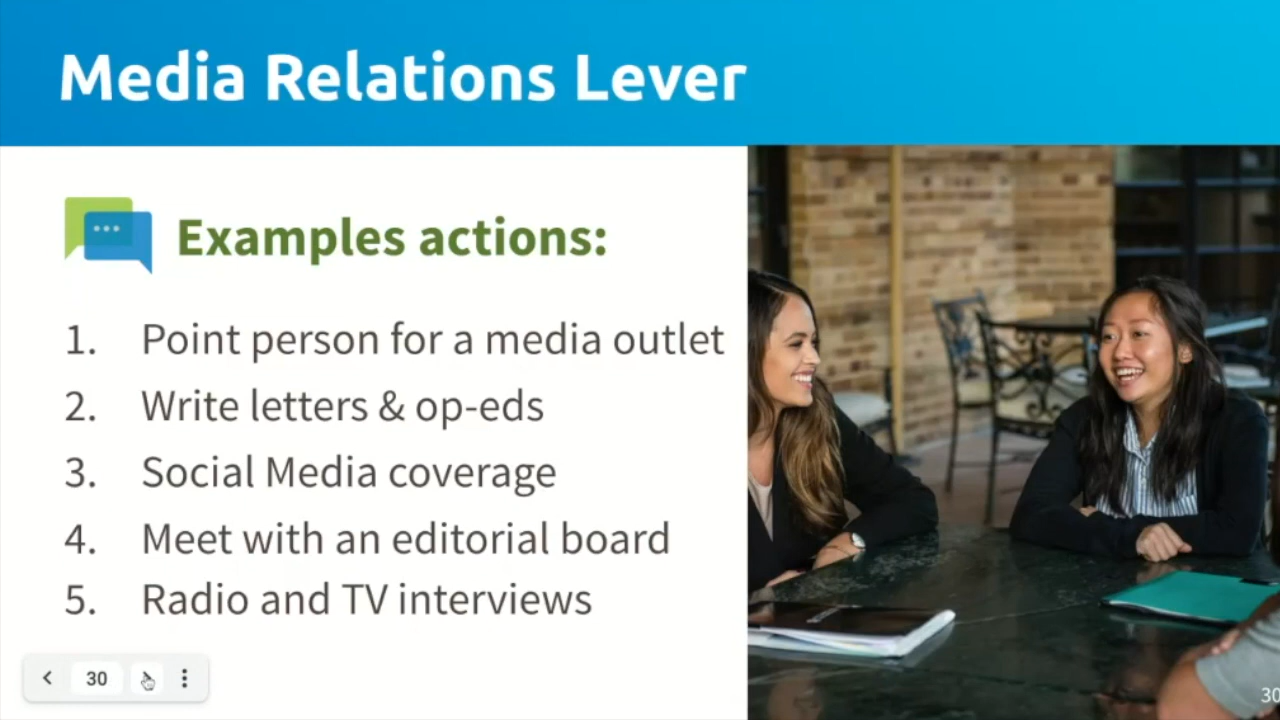 Media Relations Lever
Examples actions:
1. Point person for a media outlet
2. Write letters & op-eds
3. Social Media coverage
4. Meet with an editorial board
5. Radio and TV interviews
30
30